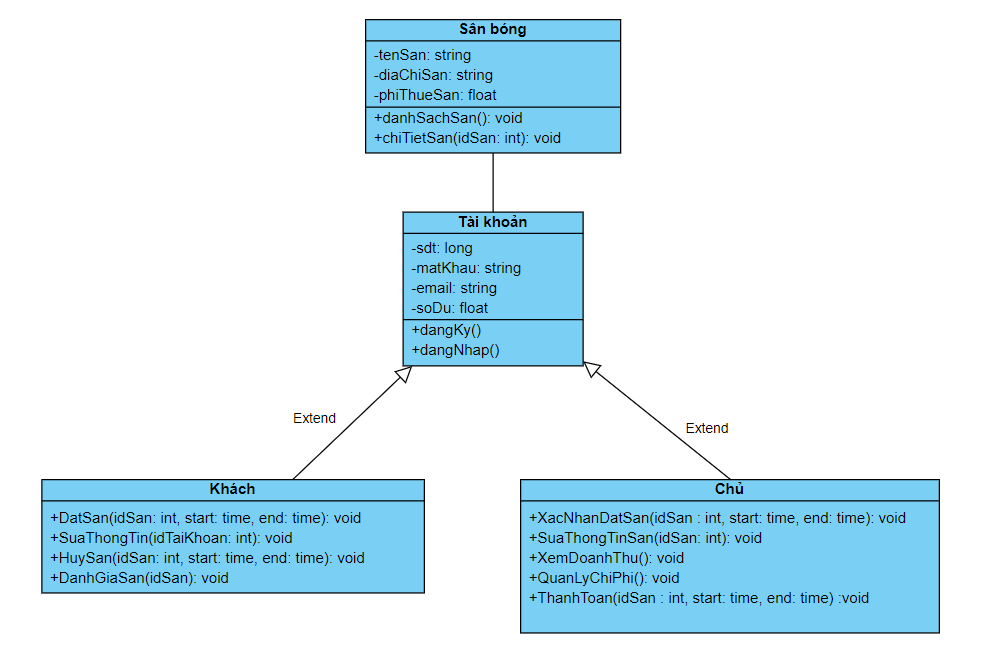 Sân bóng
-tenSan: string
-diaChiSan: string
-phiThueSan: float
+danhSachSan(): void
+chiTietSan(idSan: int): void
Tài khoản
-sdt: long
-matKhau: string
-email: string
-soDu: float
+dangKy()
+dangNhap()
Extend
Extend
Khách
+DatSan(idSan: int, start: time, end: time): void
+SuaThongTin(idTaiKhoan: int): void
+HuySan(idSan: int, start: time, end: time): void
+DanhGiaSan(idSan): void
Chủ
+XacNhanDatSan(idSan : int, start: time, end: time): void
+SuaThongTinSan(idSan: int): void
+XemDoanhThu(): void
+QuanLyChiPhi(): void
+ThanhToan(idSan : int, start: time, end: time) :void